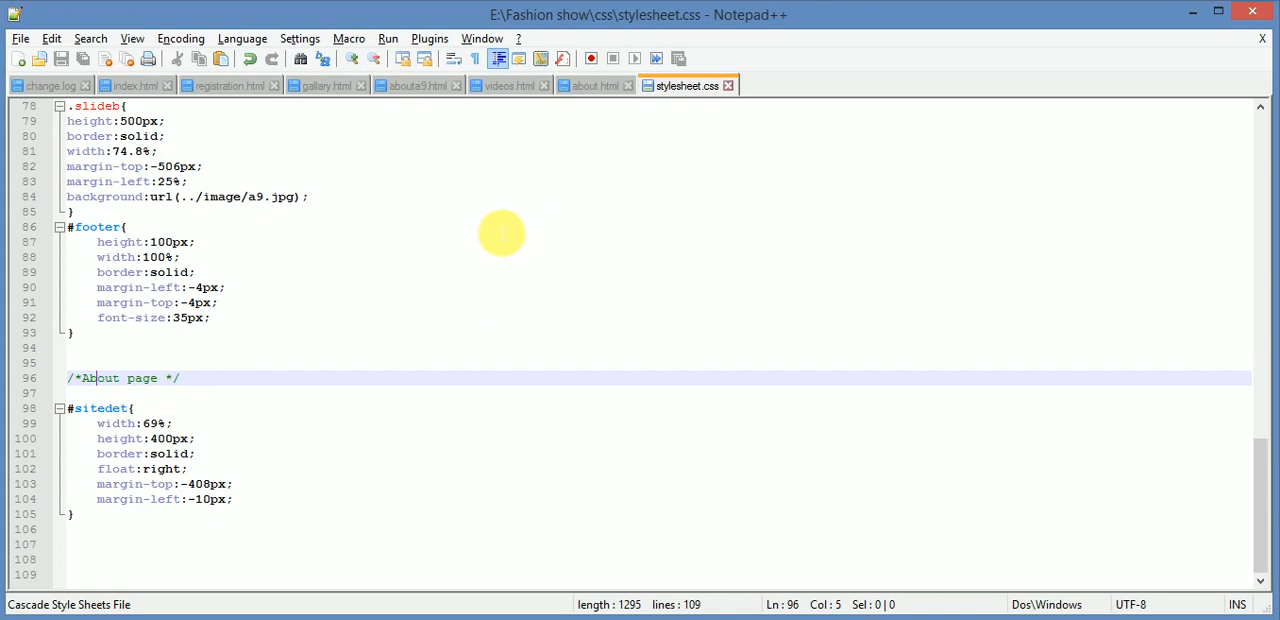 E:\Fashion show\css\stylesheet.css - Notepad++
File Edit Search View Encoding Language Settings Macro Run Plugins Window ? X
change.log index.html registration.html gallary.html abouta9.html videos.html about.html stylesheet.css
78 .slideb{
79 height:500px;
80 border:solid;
81 width:74.8%;
82 margin-top:-506px;
83 margin-left:25%;
84 background:url(../image/a9.jpg);
85 }
86 #footer{
87 height:100px;
88 width:100%;
89 border:solid;
90 margin-left:-4px;
91 margin-top:-4px;
92 font-size:35px;
93 }
94
95
96 /*About page */
97
98 #sitedet{
99 width:69%;
100 height:400px;
101 border:solid;
102 float:right;
103 margin-top:-408px;
104 margin-left:-10px;
105 }
106
107
108
109
Cascade Style Sheets File length : 1295 lines : 109 Ln : 96 Col : 5 Sel : 0 | 0 Dos\Windows UTF-8 INS